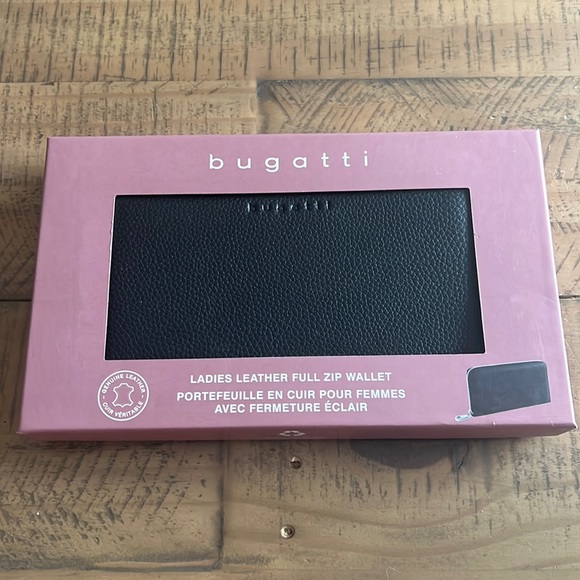 bugatti
bugatti
LADIES LEATHER FULL ZIP WALLET
PORTEFEUILLE EN CUIR POUR FEMMES
AVEC FERMETURE ÉCLAIR
GENUINE LEATHER
CUIR VÉRITABLE